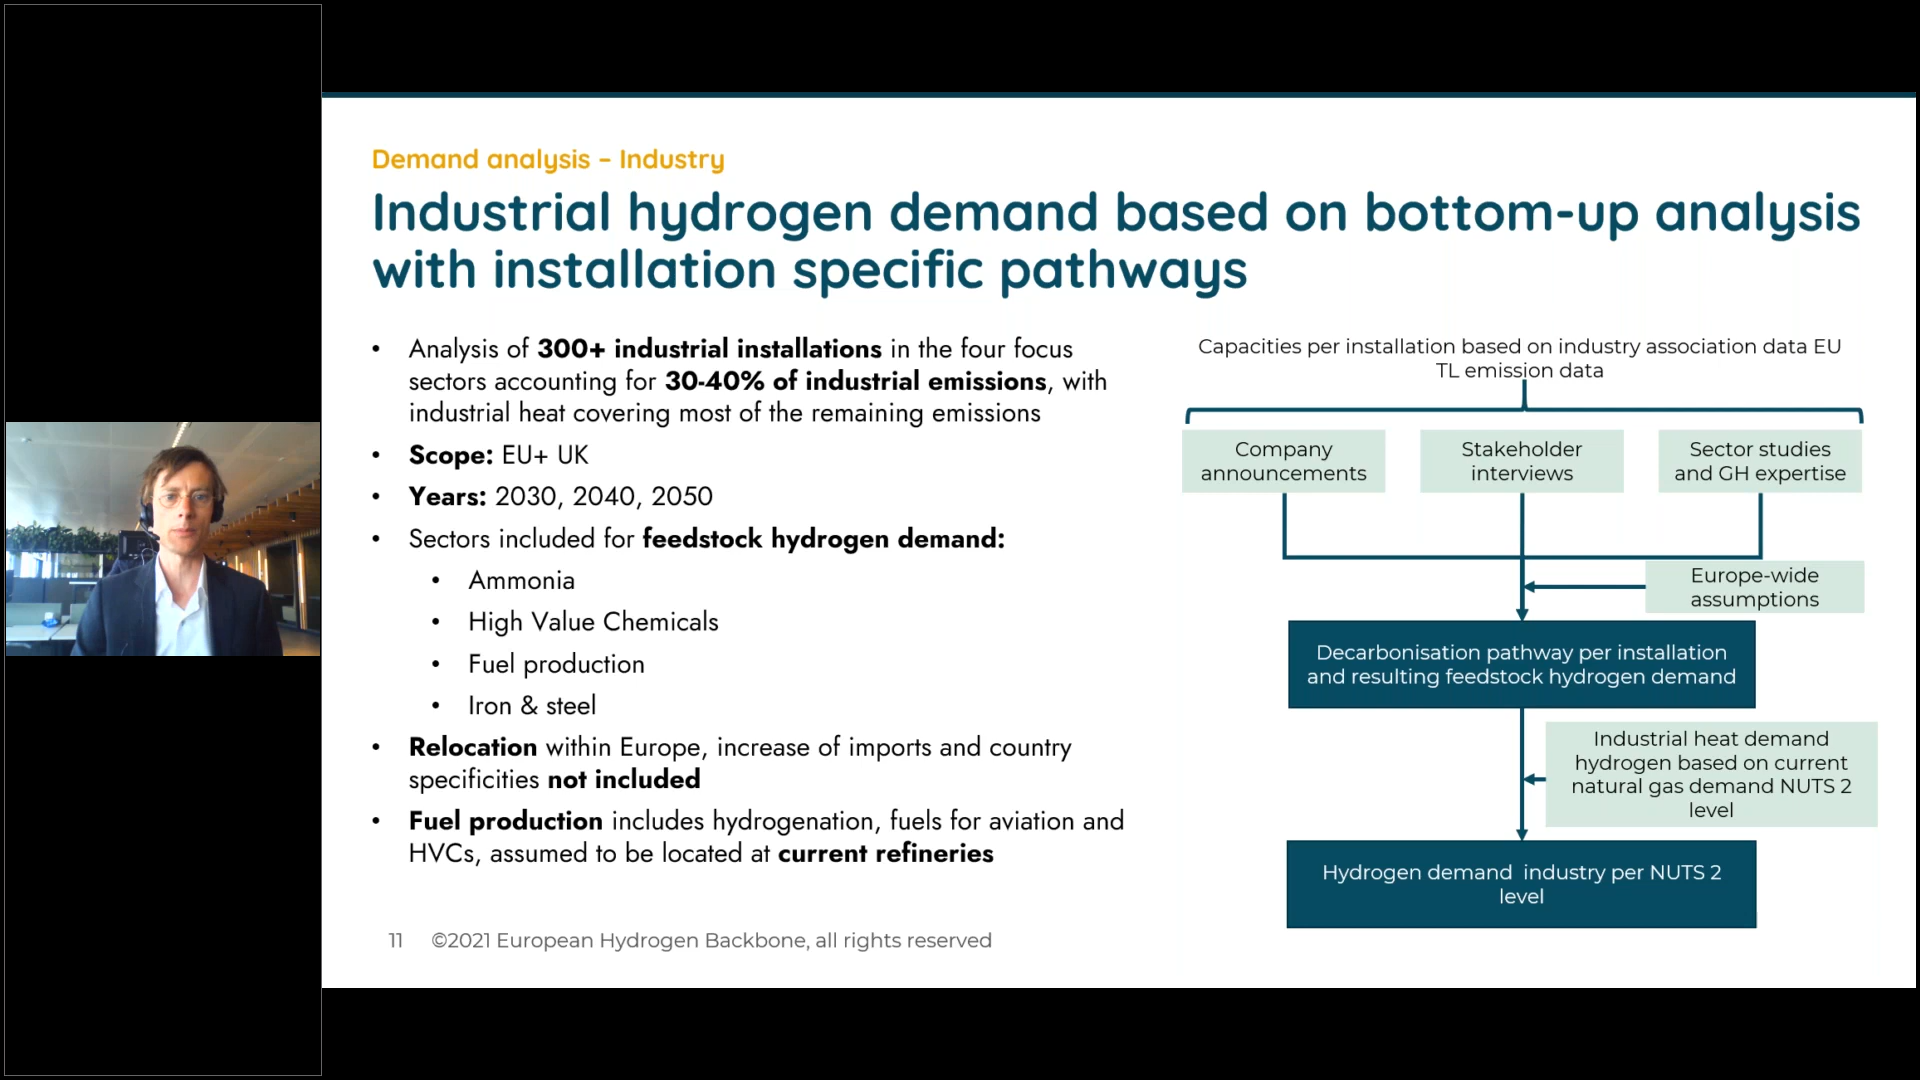 Demand analysis – Industry
Industrial hydrogen demand based on bottom-up analysis
with installation specific pathways
• Analysis of 300+ industrial installations in the four focus
sectors accounting for 30-40% of industrial emissions, with
industrial heat covering most of the remaining emissions
• Scope: EU+ UK
• Years: 2030, 2040, 2050
• Sectors included for feedstock hydrogen demand:
• Ammonia
• High Value Chemicals
• Fuel production
• Iron & steel
• Relocation within Europe, increase of imports and country
specificities not included
• Fuel production includes hydrogenation, fuels for aviation and
HVCs, assumed to be located at current refineries
Capacities per installation based on industry association data EU
TL emission data
Company
announcements
Stakeholder
interviews
Sector studies
and GH expertise
Europe-wide
assumptions
Decarbonisation pathway per installation
and resulting feedstock hydrogen demand
Industrial heat demand
hydrogen based on current
natural gas demand NUTS 2
level
Hydrogen demand industry per NUTS 2
level
11 ©2021 European Hydrogen Backbone, all rights reserved